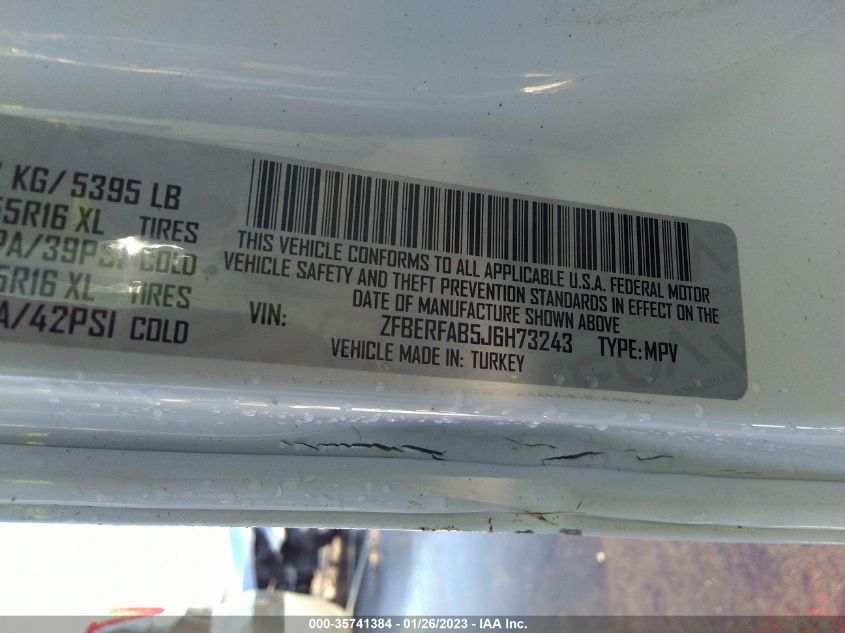 KG/ 5395 LB
55R16 XL TIRES
PA/39PSI COLD
5R16 XL TIRES
A/42PSI COLD
THIS VEHICLE CONFORMS TO ALL APPLICABLE U.S.A. FEDERAL MOTOR
VEHICLE SAFETY AND THEFT PREVENTION STANDARDS IN EFFECT ON THE
DATE OF MANUFACTURE SHOWN ABOVE
VIN: ZFBERFAB5J6H73243 TYPE:MPV
VEHICLE MADE IN: TURKEY
000-35741384 - 01/26/2023 - IAA Inc.